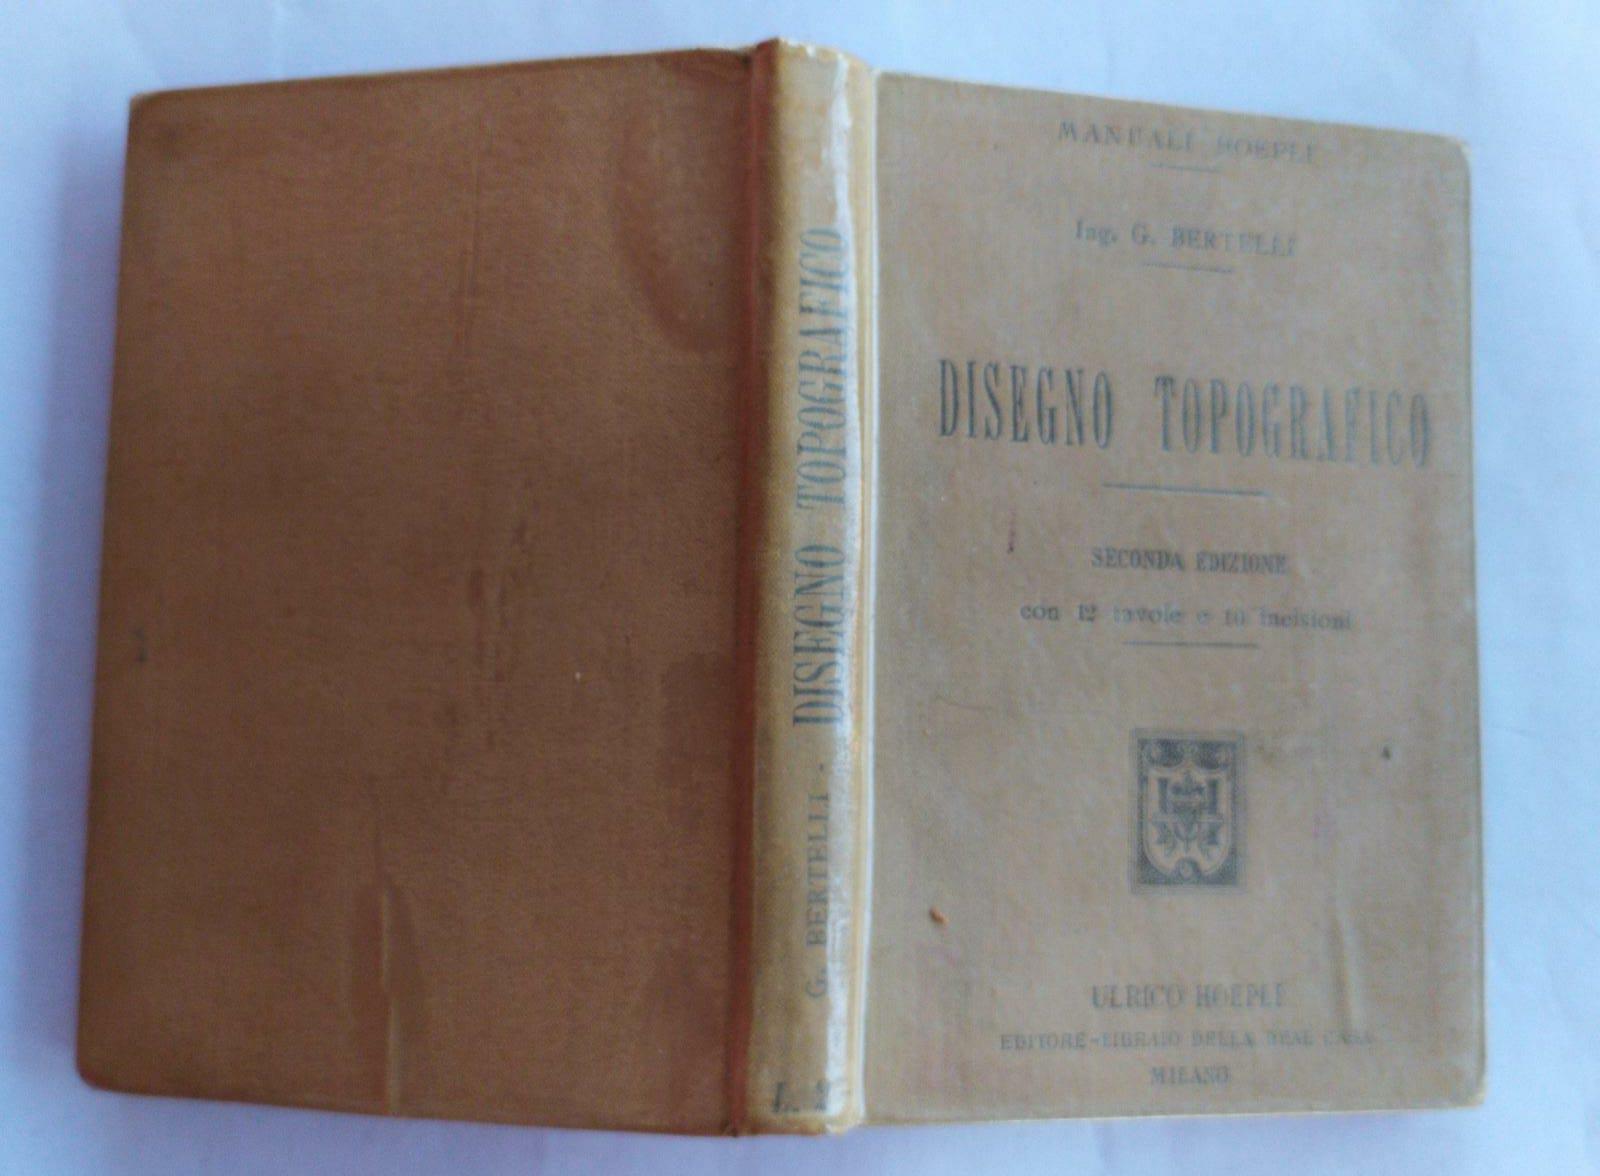 G. BERTELLI · DISEGNO TOPOGRAFICO
L. 2
MANUALI HOEPLI
Ing. G. BERTELLI
DISEGNO TOPOGRAFICO
SECONDA EDIZIONE
con 12 tavole e 10 incisioni
ULRICO HOEPLI
EDITORE-LIBRAIO DELLA REAL CASA
MILANO